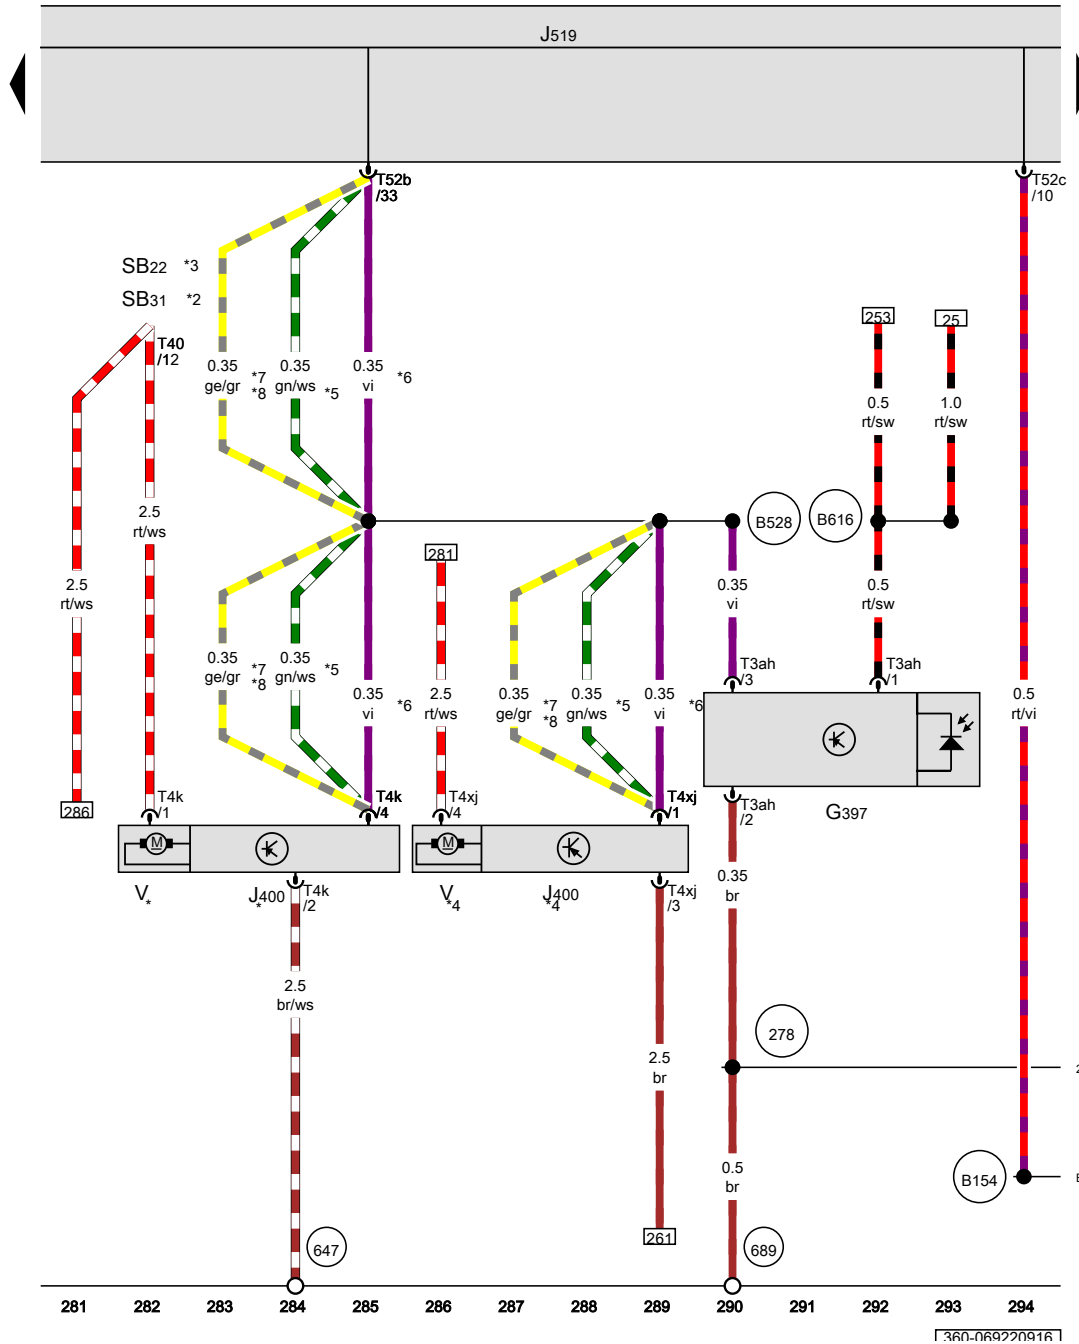 J519
T52b
/33
T52c
/10
SB22 *3
SB31 *2
T40
/12
253
25
0.35
ge/gr
*7
*8
0.35
gn/ws
*5
0.35
vi
*6
0.5
rt/sw
1.0
rt/sw
2.5
rt/ws
B528
B616
281
2.5
rt/ws
0.35
vi
0.5
rt/sw
0.35
ge/gr
*7
*8
0.35
gn/ws
*5
0.35
vi
*6
2.5
rt/ws
0.35
ge/gr
*7
*8
0.35
gn/ws
*5
0.35
vi
*6
T3ah
/3
T3ah
/1
0.5
rt/vi
286
T4k
/1
T4k
/4
T4xj
/4
T4xj
/1
T3ah
/2
G397
M
M
V
*
J400
*
T4k
/2
V
*4
J400
*4
T4xj
/3
0.35
br
2.5
br/ws
278
2.5
br
2
0.5
br
B154
647
261
689
281 282 283 284 285 286 287 288 289 290 291 292 293 294
360-069220916